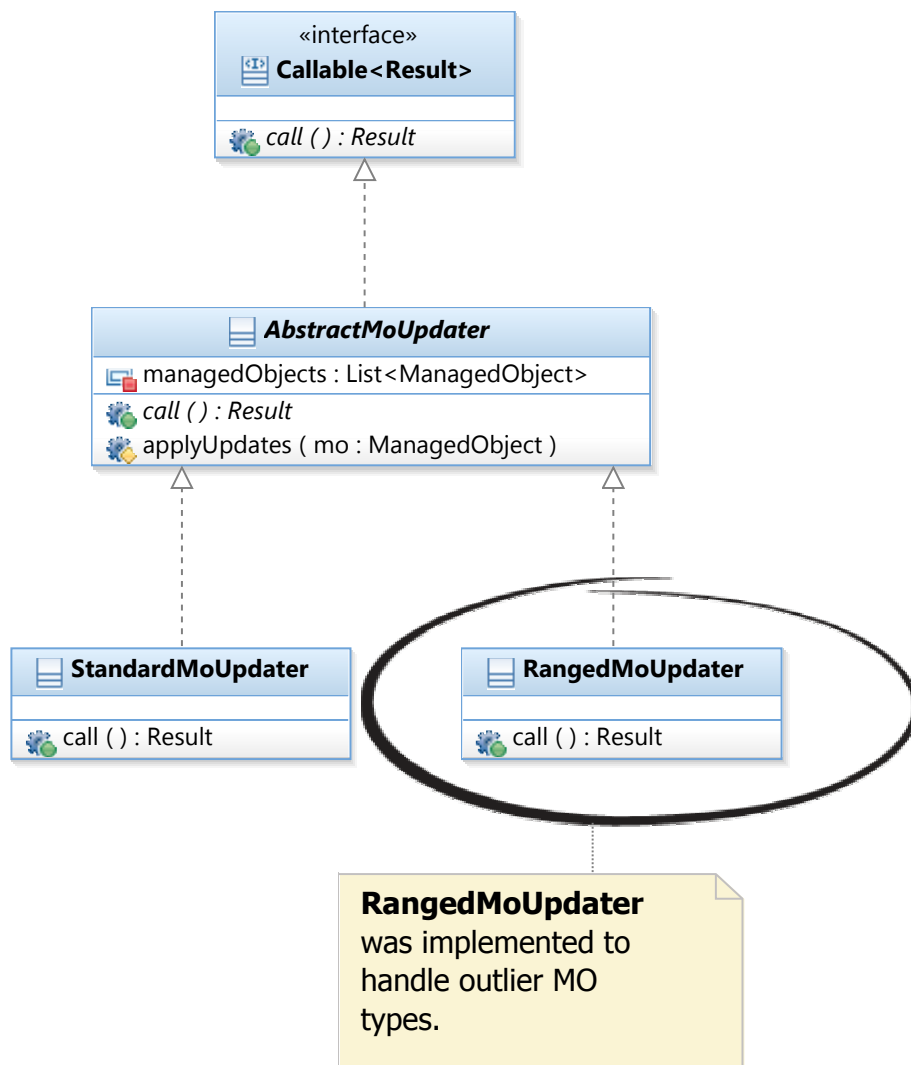 «interface»
Callable<Result>
call ( ) : Result
AbstractMoUpdater
managedObjects : List<ManagedObject>
call ( ) : Result
applyUpdates ( mo : ManagedObject )
StandardMoUpdater
call ( ) : Result
RangedMoUpdater
call ( ) : Result
RangedMoUpdater
was implemented to
handle outlier MO
types.